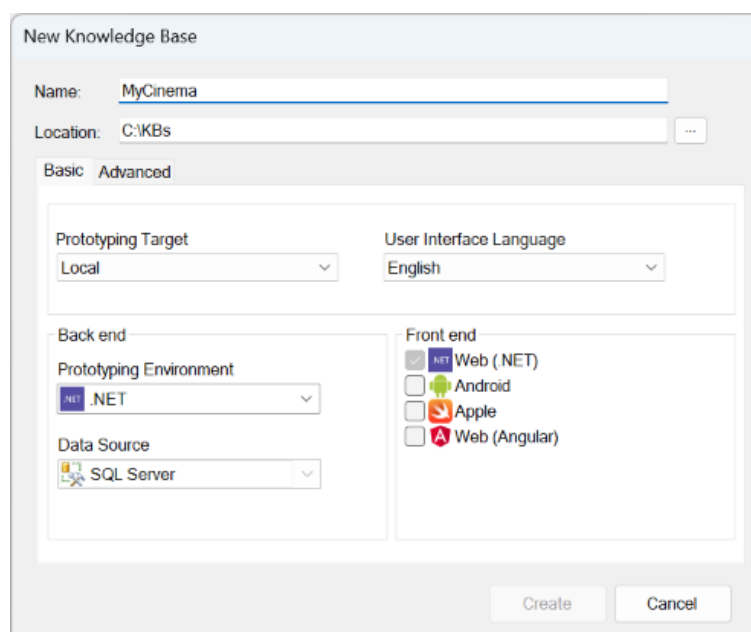 New Knowledge Base
Name: MyCinema
Location: C:\KBs ...
Basic Advanced
Prototyping Target User Interface Language
Local English
Back end Front end
Prototyping Environment .NET Web (.NET)
.NET .NET Android
Apple
Data Source Web (Angular)
SQL Server
Create Cancel